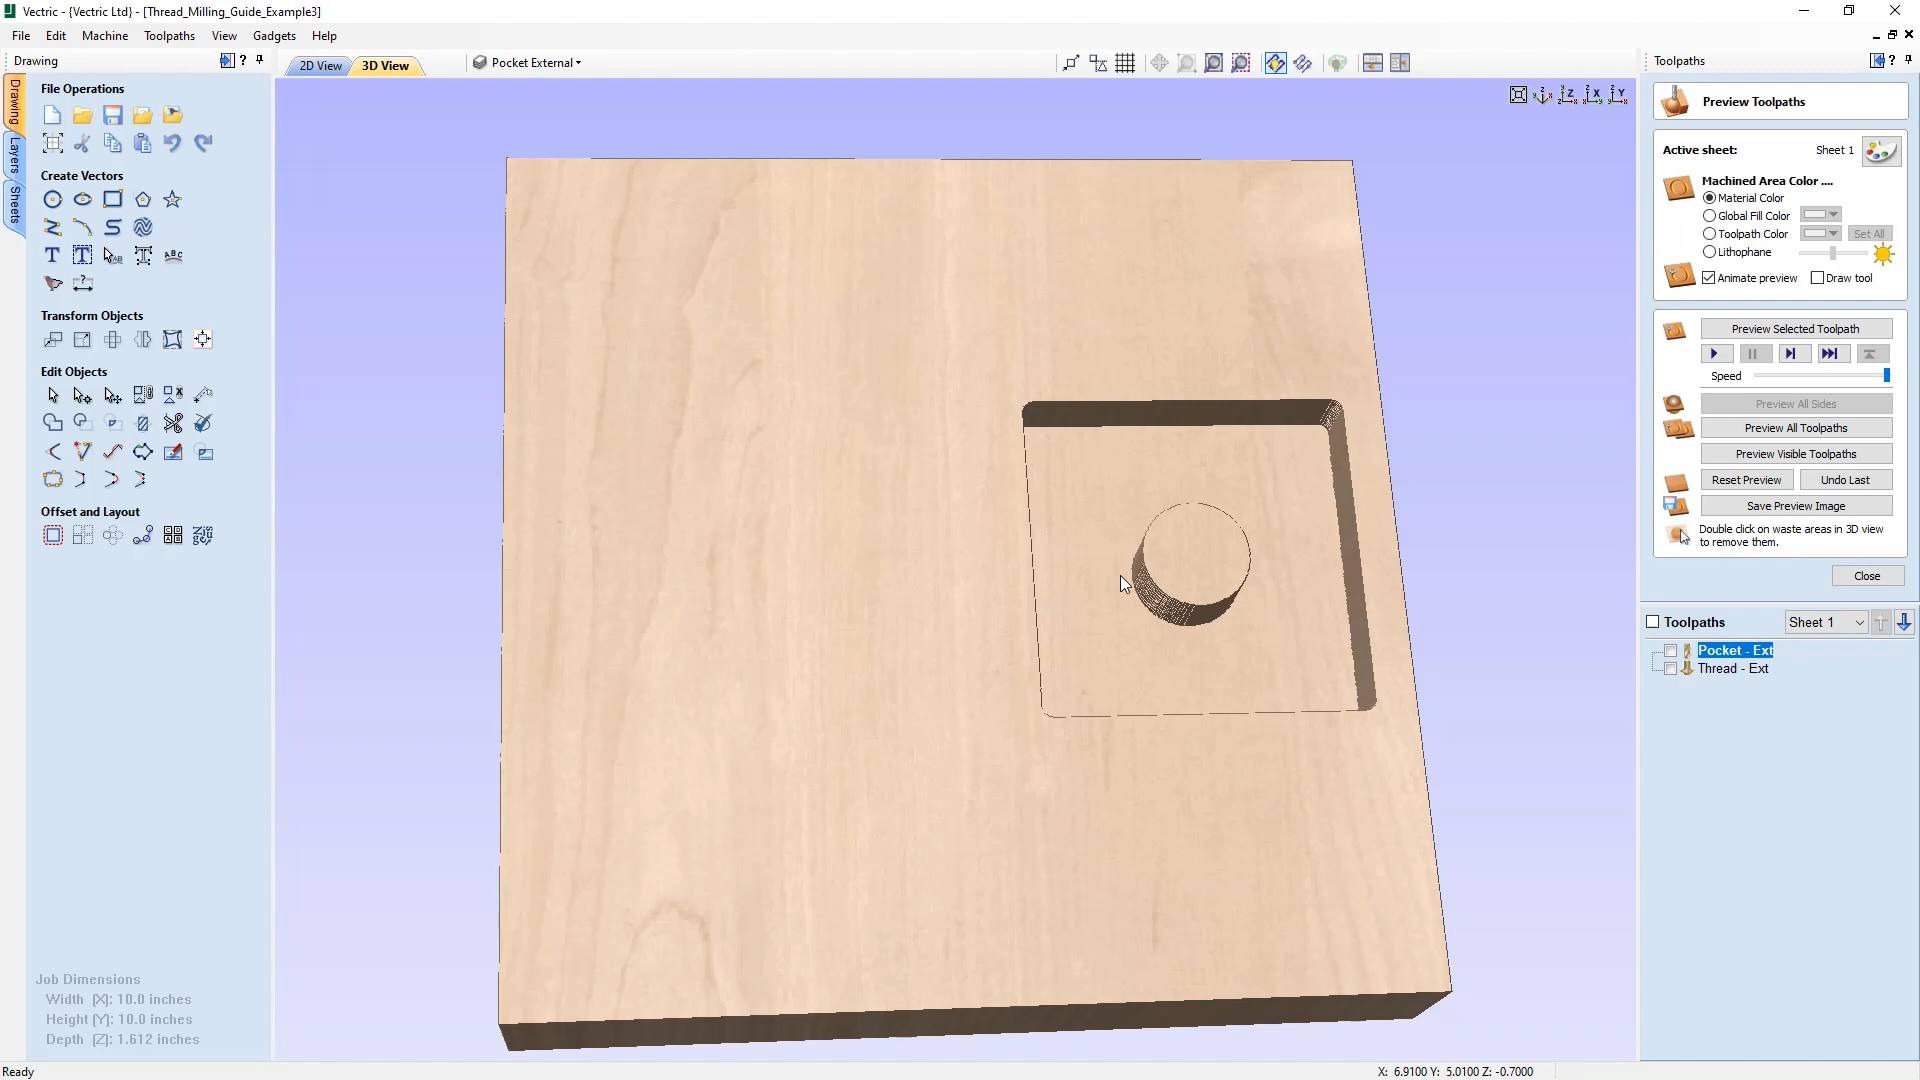 Vectric - {Vectric Ltd} - [Thread_Milling_Guide_Example3]
File Edit Machine Toolpaths View Gadgets Help
Drawing
2D View
3D View
Pocket External
Toolpaths
Drawing
Layers
Sheets
File Operations
Create Vectors
Transform Objects
Edit Objects
Offset and Layout
Job Dimensions
Width (X): 10.0 inches
Height (Y): 10.0 inches
Depth (Z): 1.612 inches
Preview Toolpaths
Active sheet: Sheet 1
Machined Area Color ....
Material Color
Global Fill Color
Toolpath Color Set All
Lithophane
Animate preview Draw tool
Preview Selected Toolpath
Speed
Preview All Sides
Preview All Toolpaths
Preview Visible Toolpaths
Reset Preview Undo Last
Save Preview Image
Double click on waste areas in 3D view
to remove them.
Close
Toolpaths Sheet 1
Pocket - Ext
Thread - Ext
Ready
X: 6.9100 Y: 5.0100 Z: -0.7000